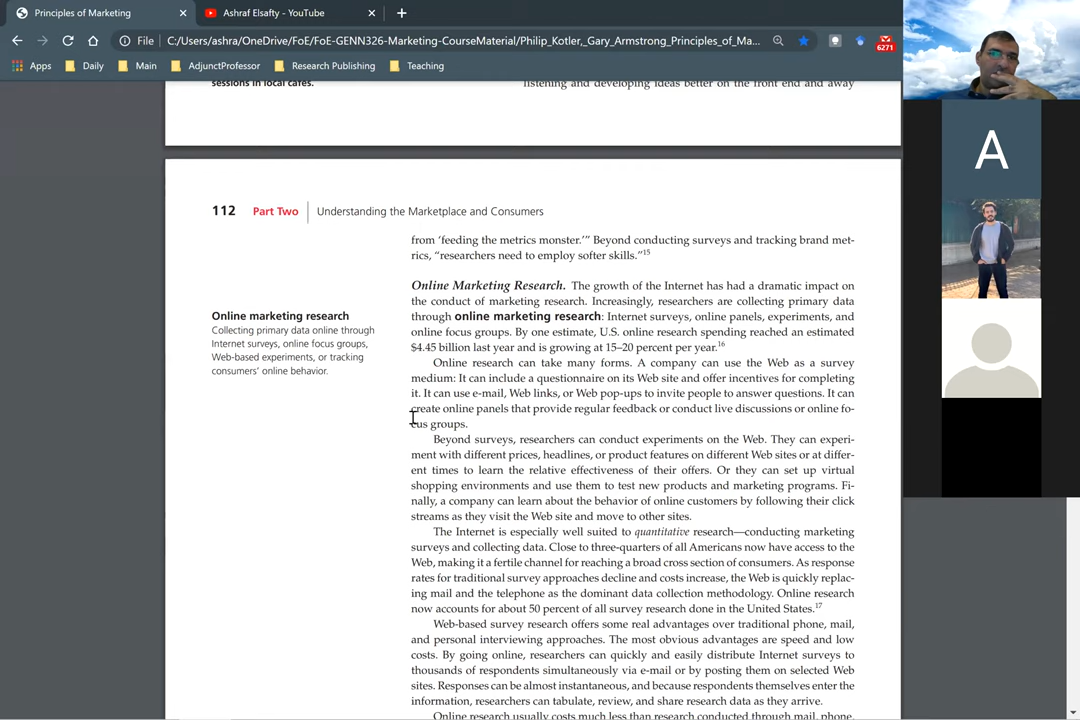 Principles of Marketing
Ashraf Elsafty - YouTube
File
C:/Users/ashra/OneDrive/FoE/FoE-GENN326-Marketing-CourseMaterial/Philip_Kotler,_Gary_Armstrong_Principles_of_Ma...
6271
Apps
Daily
Main
AdjunctProfessor
Research Publishing
Teaching
sessions in local cafés.
listening and developing ideas better on the front end and away
112 Part Two Understanding the Marketplace and Consumers
from ‘feeding the metrics monster.’” Beyond conducting surveys and tracking brand met-
rics, “researchers need to employ softer skills.”15
Online Marketing Research. The growth of the Internet has had a dramatic impact on
the conduct of marketing research. Increasingly, researchers are collecting primary data
through online marketing research: Internet surveys, online panels, experiments, and
online focus groups. By one estimate, U.S. online research spending reached an estimated
$4.45 billion last year and is growing at 15–20 percent per year.16
Online marketing research
Collecting primary data online through
Internet surveys, online focus groups,
Web-based experiments, or tracking
consumers’ online behavior.
Online research can take many forms. A company can use the Web as a survey
medium: It can include a questionnaire on its Web site and offer incentives for completing
it. It can use e-mail, Web links, or Web pop-ups to invite people to answer questions. It can
create online panels that provide regular feedback or conduct live discussions or online fo-
cus groups.
Beyond surveys, researchers can conduct experiments on the Web. They can experi-
ment with different prices, headlines, or product features on different Web sites or at differ-
ent times to learn the relative effectiveness of their offers. Or they can set up virtual
shopping environments and use them to test new products and marketing programs. Fi-
nally, a company can learn about the behavior of online customers by following their click
streams as they visit the Web site and move to other sites.
The Internet is especially well suited to quantitative research—conducting marketing
surveys and collecting data. Close to three-quarters of all Americans now have access to the
Web, making it a fertile channel for reaching a broad cross section of consumers. As response
rates for traditional survey approaches decline and costs increase, the Web is quickly replac-
ing mail and the telephone as the dominant data collection methodology. Online research
now accounts for about 50 percent of all survey research done in the United States.17
Web-based survey research offers some real advantages over traditional phone, mail,
and personal interviewing approaches. The most obvious advantages are speed and low
costs. By going online, researchers can quickly and easily distribute Internet surveys to
thousands of respondents simultaneously via e-mail or by posting them on selected Web
sites. Responses can be almost instantaneous, and because respondents themselves enter the
information, researchers can tabulate, review, and share research data as they arrive.
Online research usually costs much less than research conducted through mail, phone,
A